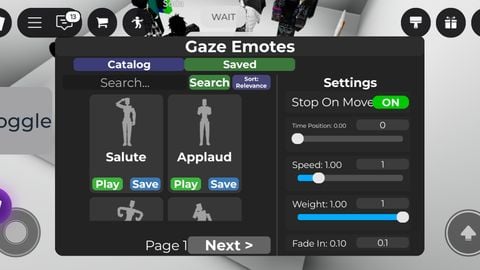 WAIT
13
Gaze Emotes
Catalog
Saved
Search...
Search
Sort:
Relevance
Settings
Stop On Move
ON
oggle
Time Position: 0.00
0
Salute
Applaud
Speed: 1.00
1
Play
Save
Play
Save
Weight: 1.00
1
Page 1
Next >
Fade In: 0.10
0.1